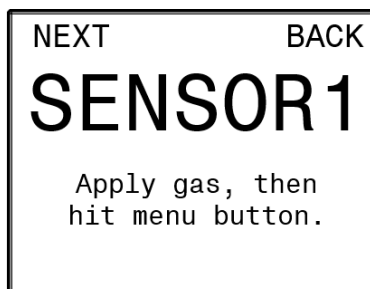 NEXT BACK
SENSOR1
Apply gas, then
hit menu button.